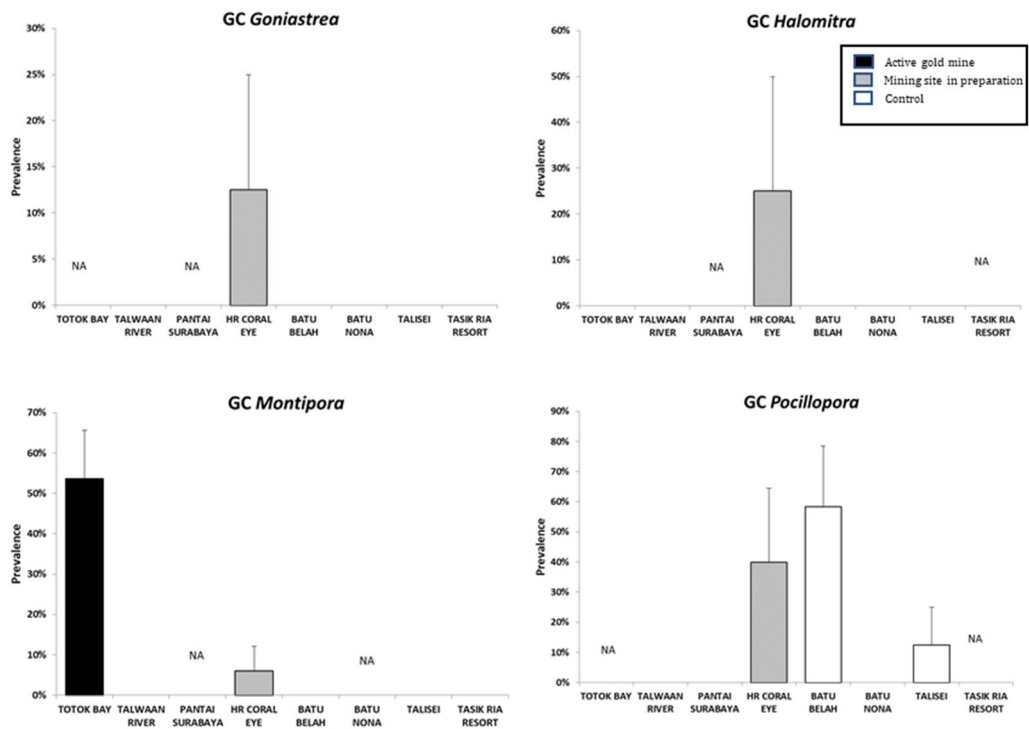 GC Goniastrea
Prevalence
30%
25%
20%
15%
10%
5%
0%
NA
NA
TOTOK BAY
TALWAAN
RIVER
PANTAI
SURABAYA
HR CORAL
EYE
BATU
BELAH
BATU
NONA
TALISEI
TASIK RIA
RESORT
GC Halomitra
Active gold mine
Mining site in preparation
Control
Prevalence
60%
50%
40%
30%
20%
10%
0%
NA
NA
TOTOK BAY
TALWAAN
RIVER
PANTAI
SURABAYA
HR CORAL
EYE
BATU
BELAH
BATU
NONA
TALISEI
TASIK RIA
RESORT
GC Montipora
Prevalence
70%
60%
50%
40%
30%
20%
10%
0%
NA
NA
TOTOK BAY
TALWAAN
RIVER
PANTAI
SURABAYA
HR CORAL
EYE
BATU
BELAH
BATU
NONA
TALISEI
TASIK RIA
RESORT
GC Pocillopora
Prevalence
90%
80%
70%
60%
50%
40%
30%
20%
10%
0%
NA
NA
TOTOK BAY
TALWAAN
RIVER
PANTAI
SURABAYA
HR CORAL
EYE
BATU
BELAH
BATU
NONA
TALISEI
TASIK RIA
RESORT